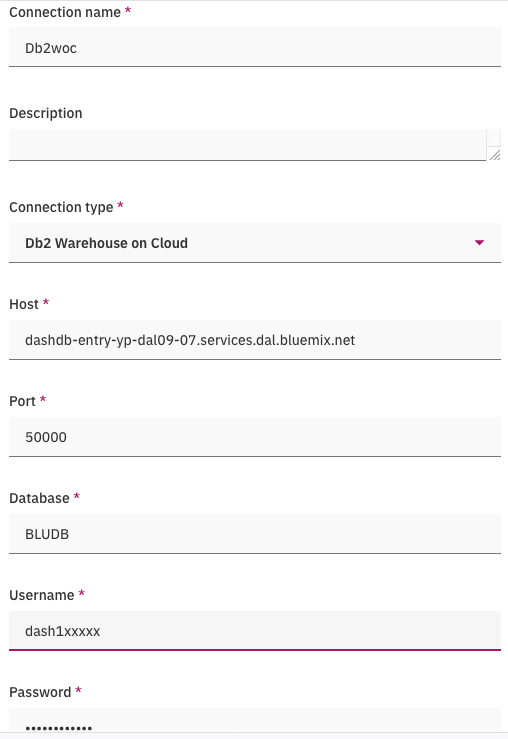 Connection name *
Db2woc
Description
Connection type *
Db2 Warehouse on Cloud
Host *
dashdb-entry-yp-dal09-07.services.dal.bluemix.net
Port *
50000
Database *
BLUDB
Username *
dash1xxxxx
Password *
••••••••••••